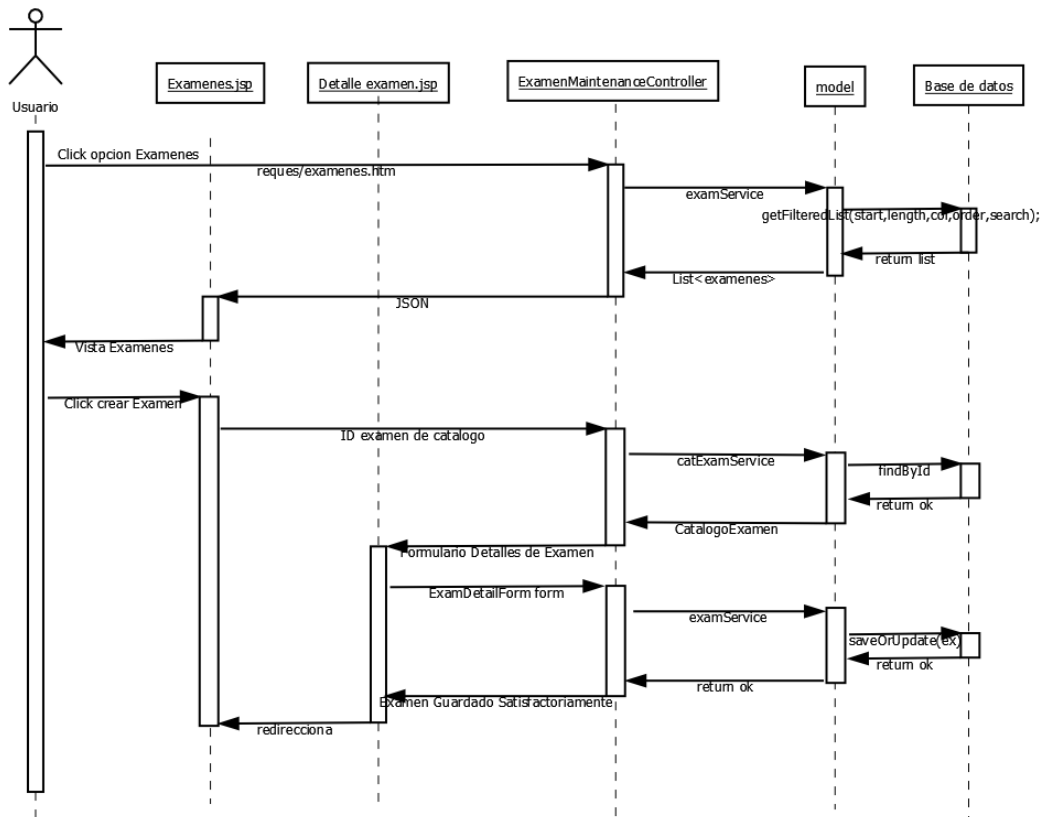 Usuario
Examenes.jsp
Detalle examen.jsp
ExamenMaintenanceController
model
Base de datos
Click opcion Examenes
reques/examenes.htm
examService
getFilteredList(start,length,col,order,search);
return list
List<examenes>
JSON
Vista Examenes
Click crear Examen
ID examen de catalogo
catExamService
findById
return ok
CatalogoExamen
Formulario Detalles de Examen
ExamDetailForm form
examService
saveOrUpdate(ex)
return ok
return ok
Examen Guardado Satisfactoriamente
redirecciona